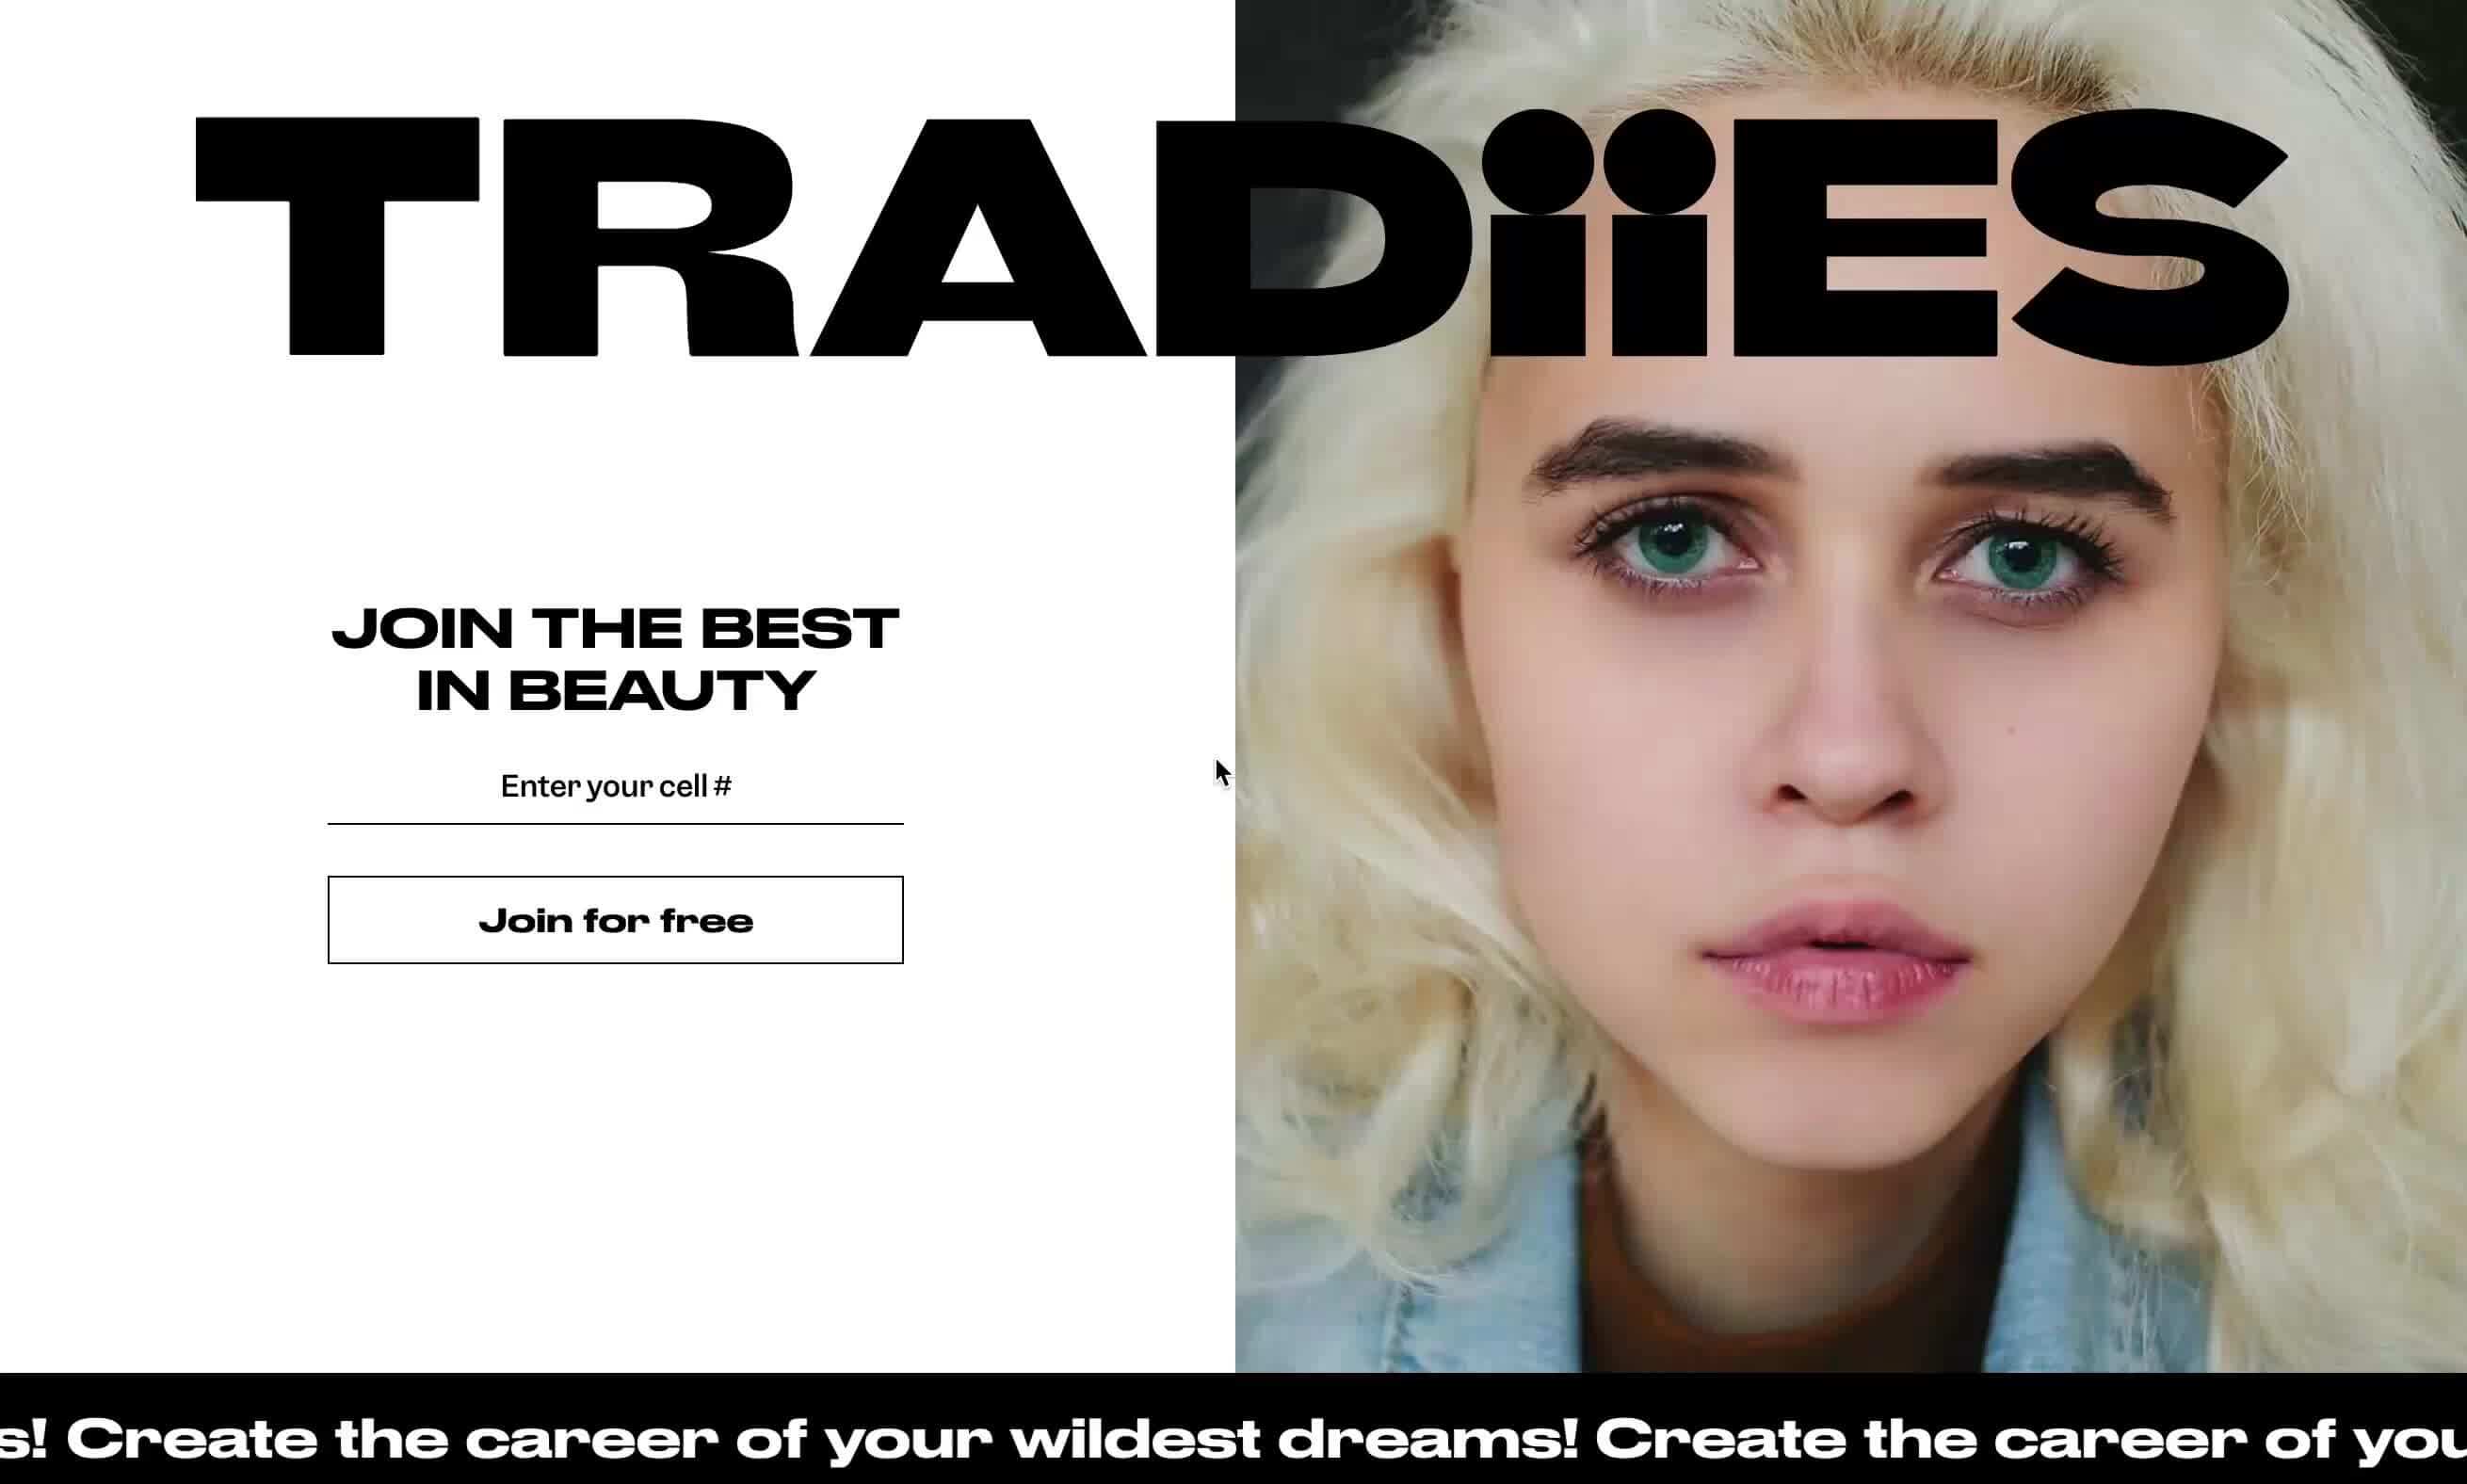 TRADiiES
JOIN THE BEST
IN BEAUTY
Enter your cell #
Join for free
s! Create the career of your wildest dreams! Create the career of you